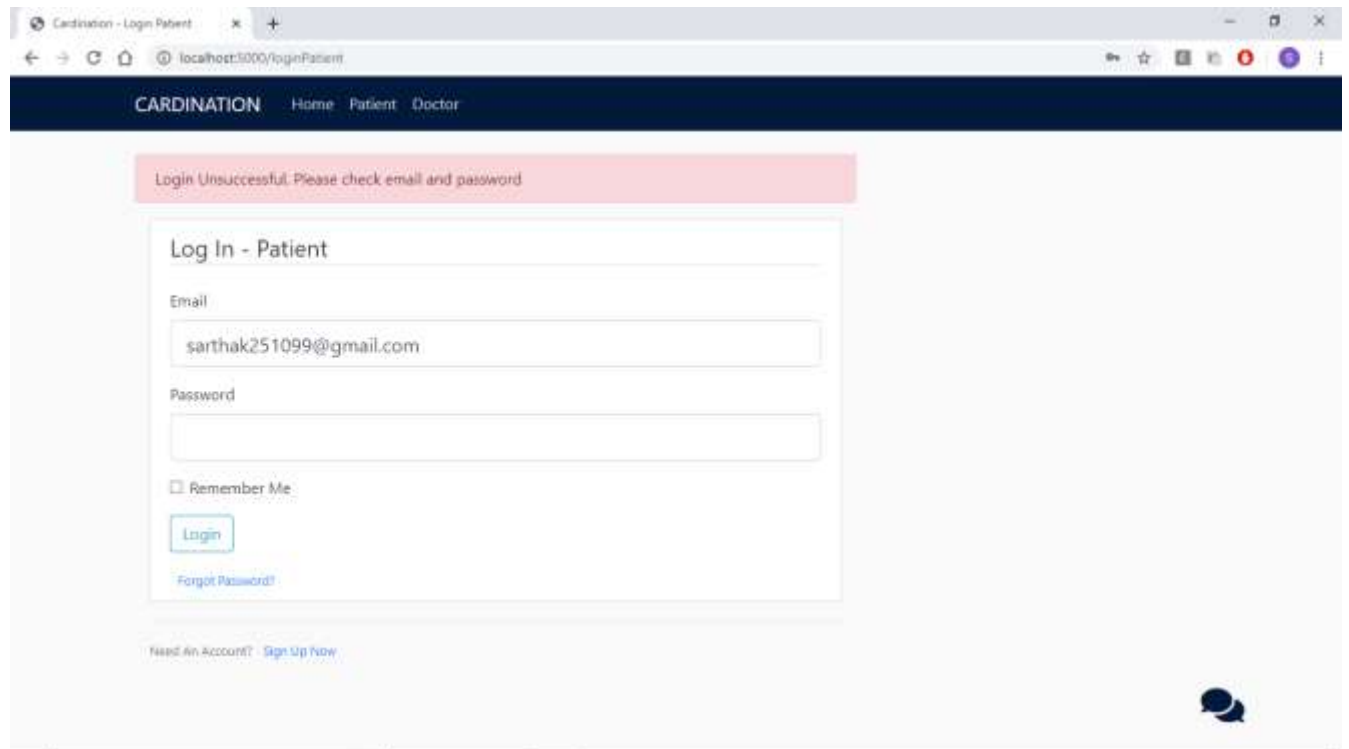 Cardination - Login Patient
localhost:5000/loginPatient
CARDINATION Home Patient Doctor
Login Unsuccessful. Please check email and password
Log In - Patient
Email
sarthak251099@gmail.com
Password
Remember Me
Login
Forgot Password?
Need An Account? Sign Up Now